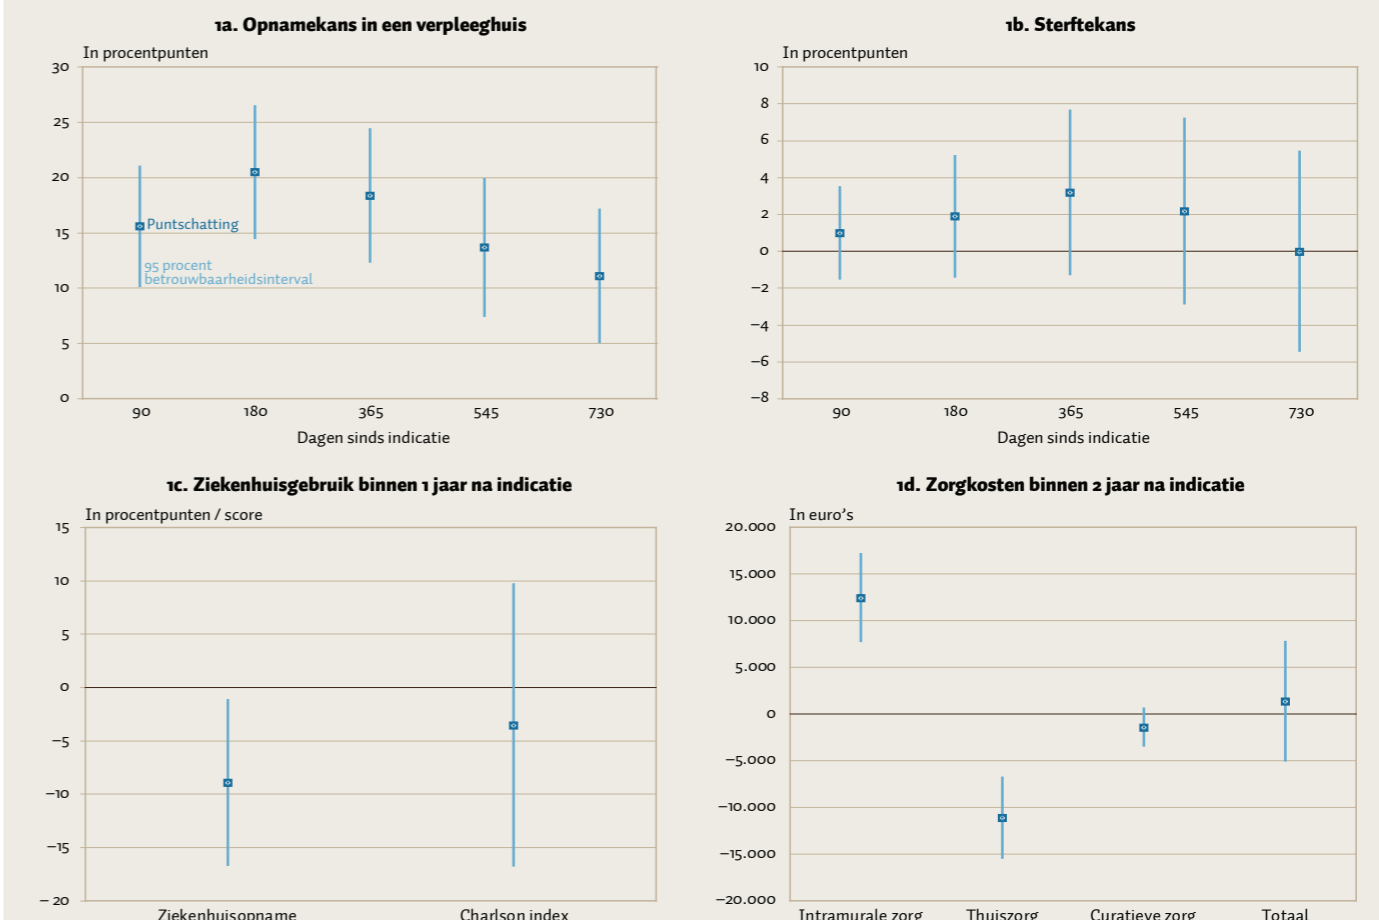 1a. Opnamekans in een verpleeghuis
In procentpunten
30
25
20
15
10
5
0
Puntschatting
95 procent
betrouwbaarheidsinterval
90 180 365 545 730
Dagen sinds indicatie
1b. Sterftekans
In procentpunten
10
8
6
4
2
0
−2
−4
−6
−8
90 180 365 545 730
Dagen sinds indicatie
1c. Ziekenhuisgebruik binnen 1 jaar na indicatie
In procentpunten / score
15
10
5
0
−5
−10
−15
− 20
Ziekenhuisopname Charlson index
1d. Zorgkosten binnen 2 jaar na indicatie
In euro's
20.000
15.000
10.000
5.000
0
−5.000
−10.000
−15.000
−20.000
Intramurale zorg Thuiszorg Curatieve zorg Totaal